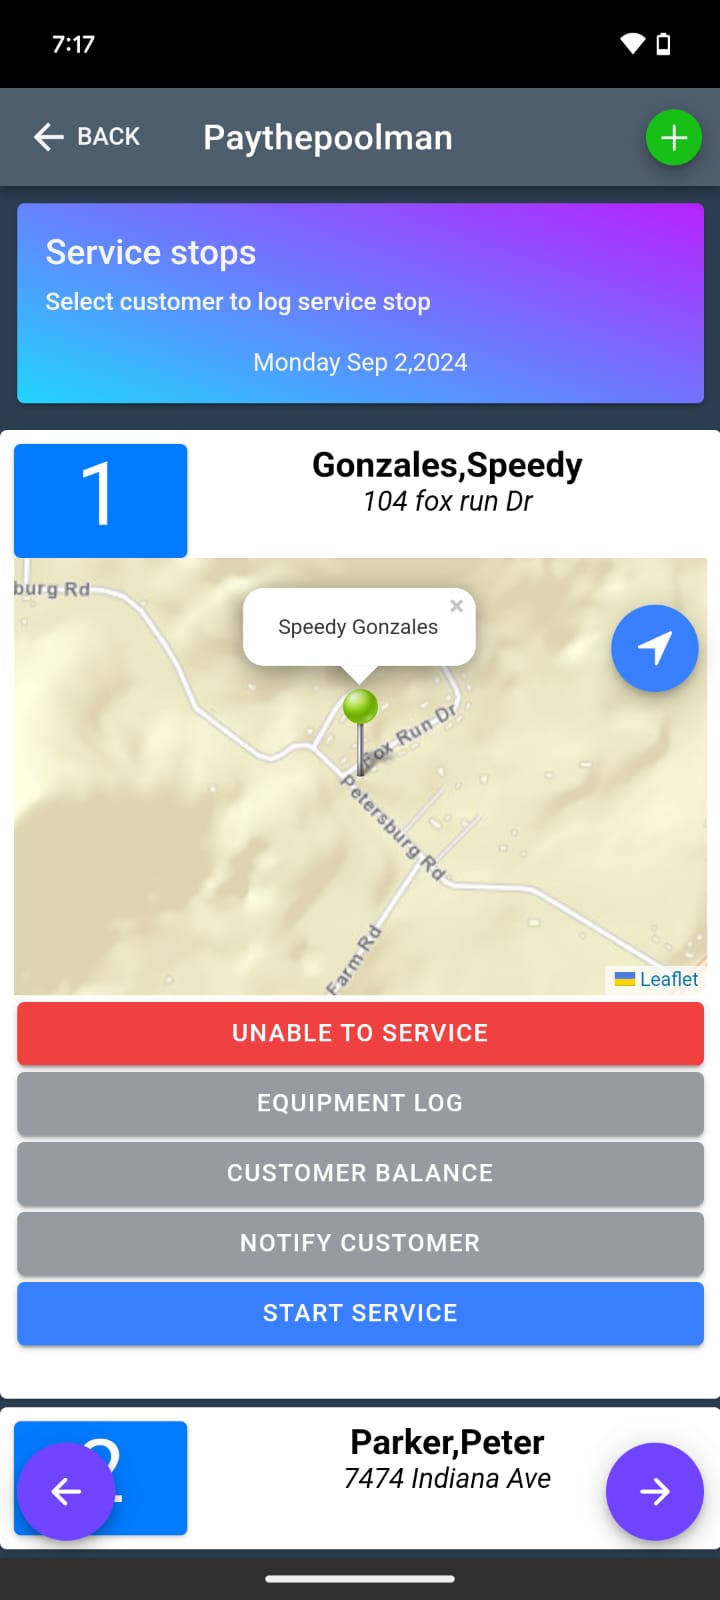 7:17
BACK
Paythepoolman
Service stops
Select customer to log service stop
Monday Sep 2,2024
1
Gonzales,Speedy
104 fox run Dr
burg Rd
Speedy Gonzales
×
Fox Run Dr
Petersburg Rd
Farm Rd
Leaflet
UNABLE TO SERVICE
EQUIPMENT LOG
CUSTOMER BALANCE
NOTIFY CUSTOMER
START SERVICE
2
Parker,Peter
7474 Indiana Ave